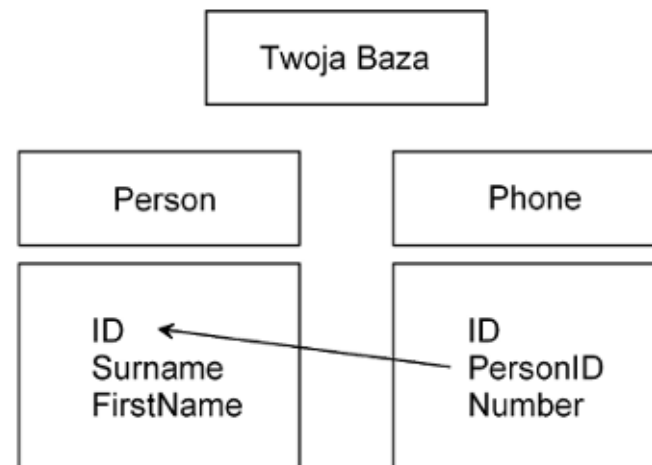 Twoja Baza
Person
Phone
ID
Surname
FirstName
ID
PersonID
Number